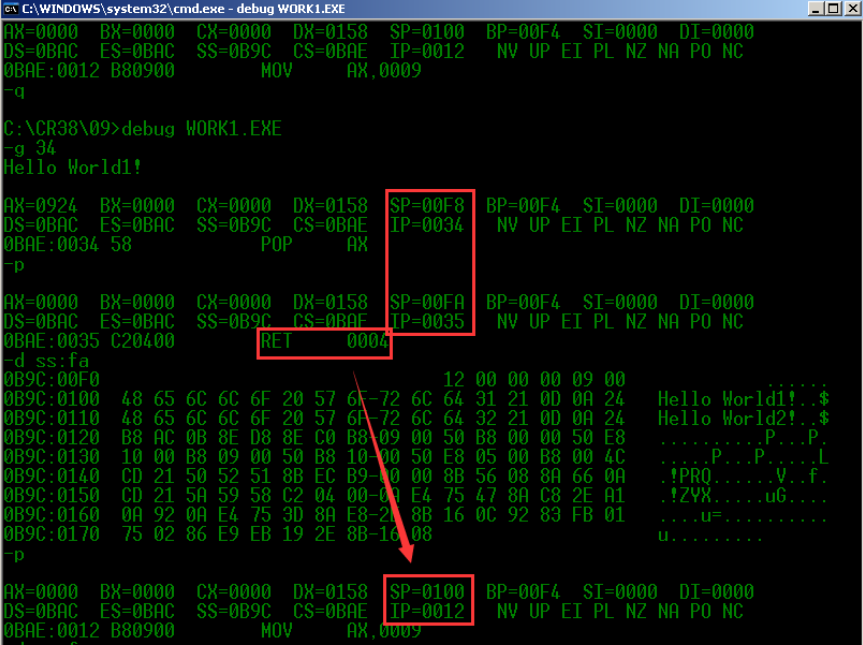 C:\WINDOWS\system32\cmd.exe - debug WORK1.EXE
AX=0000  BX=0000  CX=0000  DX=0158  SP=0100  BP=00F4  SI=0000  DI=0000
DS=0BAC  ES=0BAC  SS=0B9C  CS=0BAE  IP=0012   NV UP EI PL NZ NA PO NC
0BAE:0012 B80900        MOV     AX,0009
-q
C:\CR38\09>debug WORK1.EXE
-g 34
Hello World1!
AX=0924  BX=0000  CX=0000  DX=0158  SP=00F8  BP=00F4  SI=0000  DI=0000
DS=0BAC  ES=0BAC  SS=0B9C  CS=0BAE  IP=0034   NV UP EI PL NZ NA PO NC
0BAE:0034 58            POP     AX
-p
AX=0000  BX=0000  CX=0000  DX=0158  SP=00FA  BP=00F4  SI=0000  DI=0000
DS=0BAC  ES=0BAC  SS=0B9C  CS=0BAE  IP=0035   NV UP EI PL NZ NA PO NC
0BAE:0035 C20400        RET     0004
-d ss:fa
0B9C:00F0                                12 00 00 00 09 00   ......
0B9C:0100  48 65 6C 6C 6F 20 57 6F-72 6C 64 31 21 0D 0A 24   Hello World1!..$
0B9C:0110  48 65 6C 6C 6F 20 57 6F-72 6C 64 32 21 0D 0A 24   Hello World2!..$
0B9C:0120  B8 AC 0B 8E D8 8E C0 B8-09 00 50 B8 00 00 50 E8   ..........P...P.
0B9C:0130  10 00 B8 09 00 50 B8 10-00 50 E8 05 00 B8 00 4C   .....P...P.....L
0B9C:0140  CD 21 50 52 51 8B EC B9-00 00 8B 56 08 8A 66 0A   .!PRQ......V..f.
0B9C:0150  CD 21 5A 59 58 C2 04 00-0A E4 75 47 8A C8 2E A1   .!ZYX.....uG....
0B9C:0160  0A 92 0A E4 75 3D 8A E8-2E 8B 16 0C 92 83 FB 01   ....u=..........
0B9C:0170  75 02 86 E9 EB 19 2E 8B-16 08   u.........
-p
AX=0000  BX=0000  CX=0000  DX=0158  SP=0100  BP=00F4  SI=0000  DI=0000
DS=0BAC  ES=0BAC  SS=0B9C  CS=0BAE  IP=0012   NV UP EI PL NZ NA PO NC
0BAE:0012 B80900        MOV     AX,0009